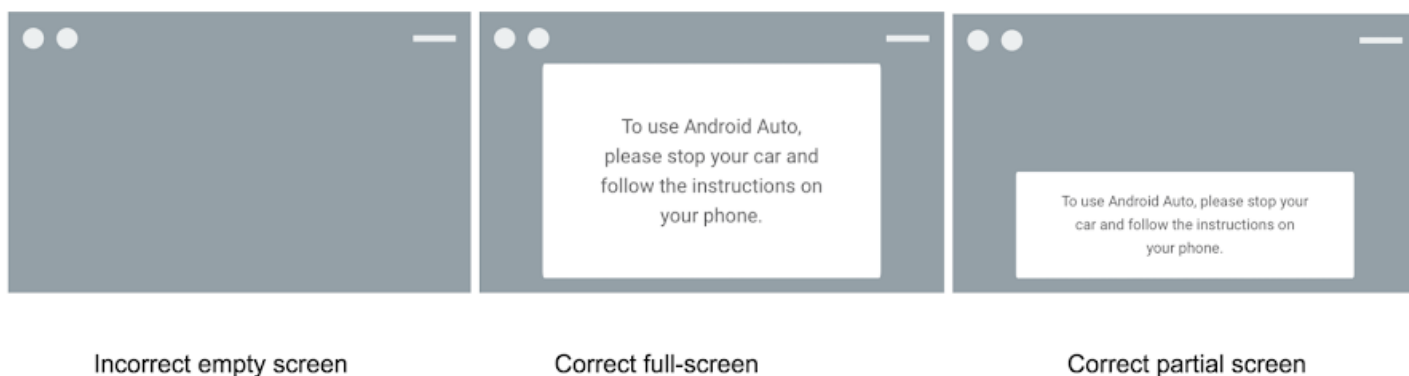 To use Android Auto,
please stop your car and
follow the instructions on
your phone.
To use Android Auto, please stop your
car and follow the instructions on
your phone.
Incorrect empty screen
Correct full-screen
Correct partial screen